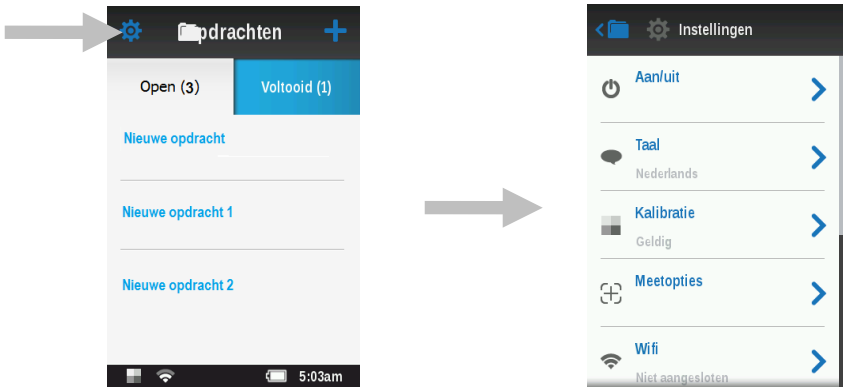 Opdrachten
Open (3)
Voltooid (1)
Nieuwe opdracht
Nieuwe opdracht 1
Nieuwe opdracht 2
5:03am
Instellingen
Aan/uit
Taal
Nederlands
Kalibratie
Geldig
Meetopties
Wifi
Niet aangesloten